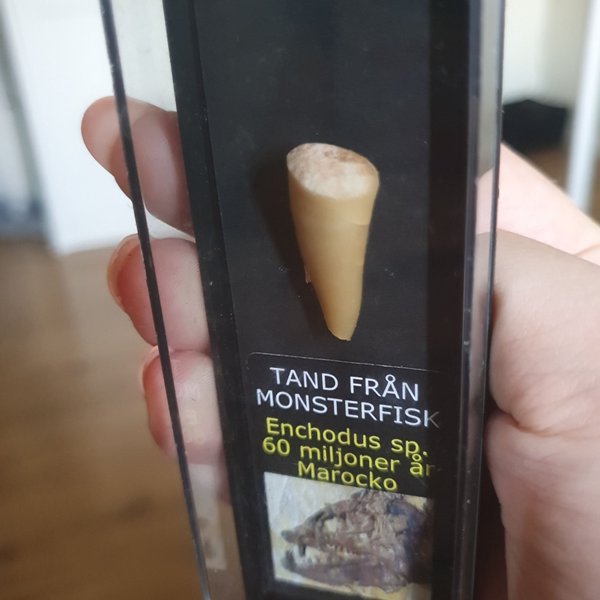 TAND FRÅN
MONSTERFISK
Enchodus sp.
60 miljoner år
Marocko